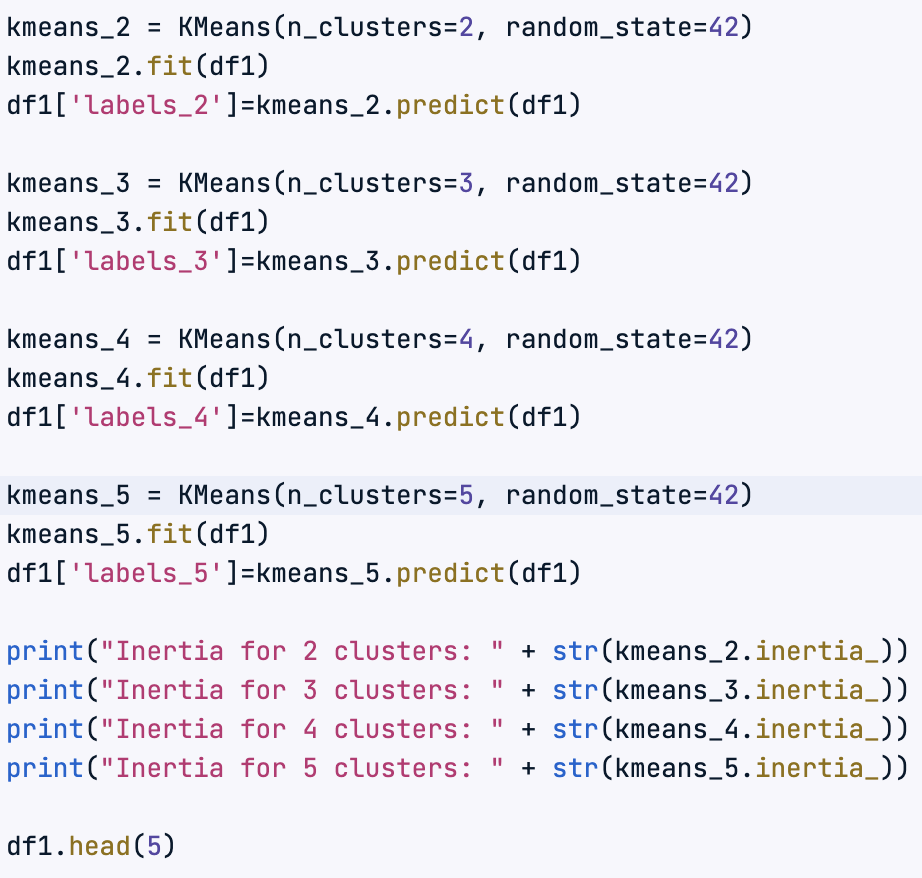 kmeans_2 = KMeans(n_clusters=2, random_state=42)
kmeans_2.fit(df1)
df1['labels_2']=kmeans_2.predict(df1)
kmeans_3 = KMeans(n_clusters=3, random_state=42)
kmeans_3.fit(df1)
df1['labels_3']=kmeans_3.predict(df1)
kmeans_4 = KMeans(n_clusters=4, random_state=42)
kmeans_4.fit(df1)
df1['labels_4']=kmeans_4.predict(df1)
kmeans_5 = KMeans(n_clusters=5, random_state=42)
kmeans_5.fit(df1)
df1['labels_5']=kmeans_5.predict(df1)
print("Inertia for 2 clusters: " + str(kmeans_2.inertia_))
print("Inertia for 3 clusters: " + str(kmeans_3.inertia_))
print("Inertia for 4 clusters: " + str(kmeans_4.inertia_))
print("Inertia for 5 clusters: " + str(kmeans_5.inertia_))
df1.head(5)